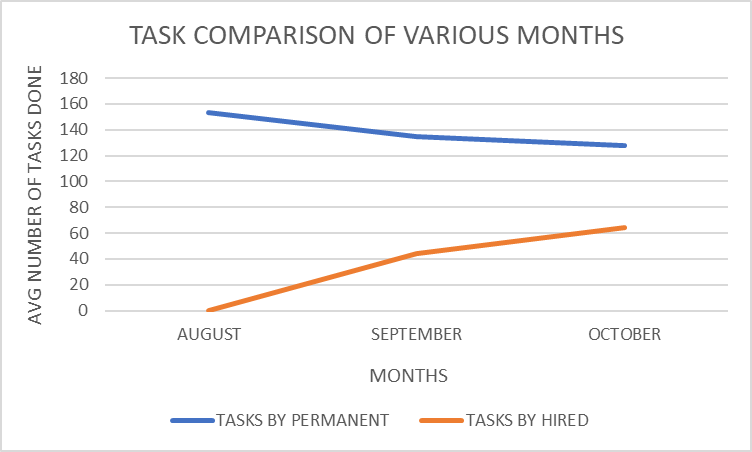 TASK COMPARISON OF VARIOUS MONTHS
AVG NUMBER OF TASKS DONE
180
160
140
120
100
80
60
40
20
0
AUGUST SEPTEMBER OCTOBER
MONTHS
TASKS BY PERMANENT TASKS BY HIRED